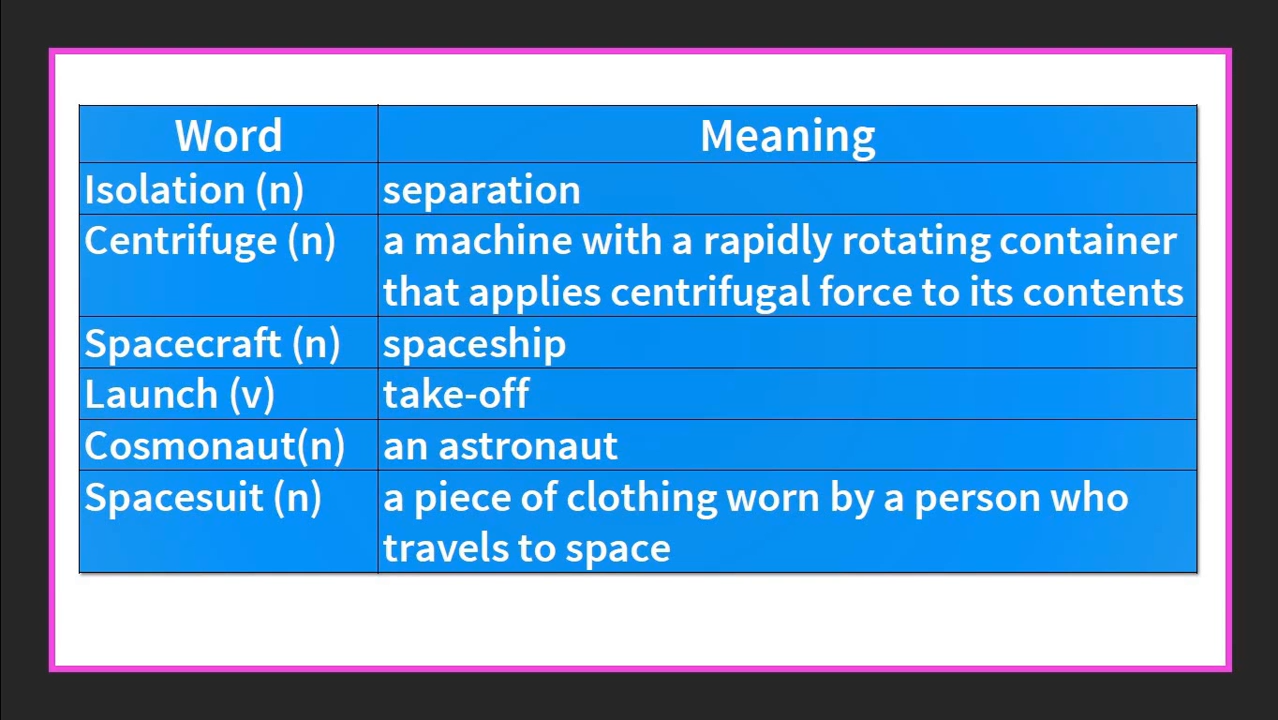 Word Meaning
Isolation (n) separation
Centrifuge (n) a machine with a rapidly rotating container
that applies centrifugal force to its contents
Spacecraft (n) spaceship
Launch (v) take-off
Cosmonaut(n) an astronaut
Spacesuit (n) a piece of clothing worn by a person who
travels to space